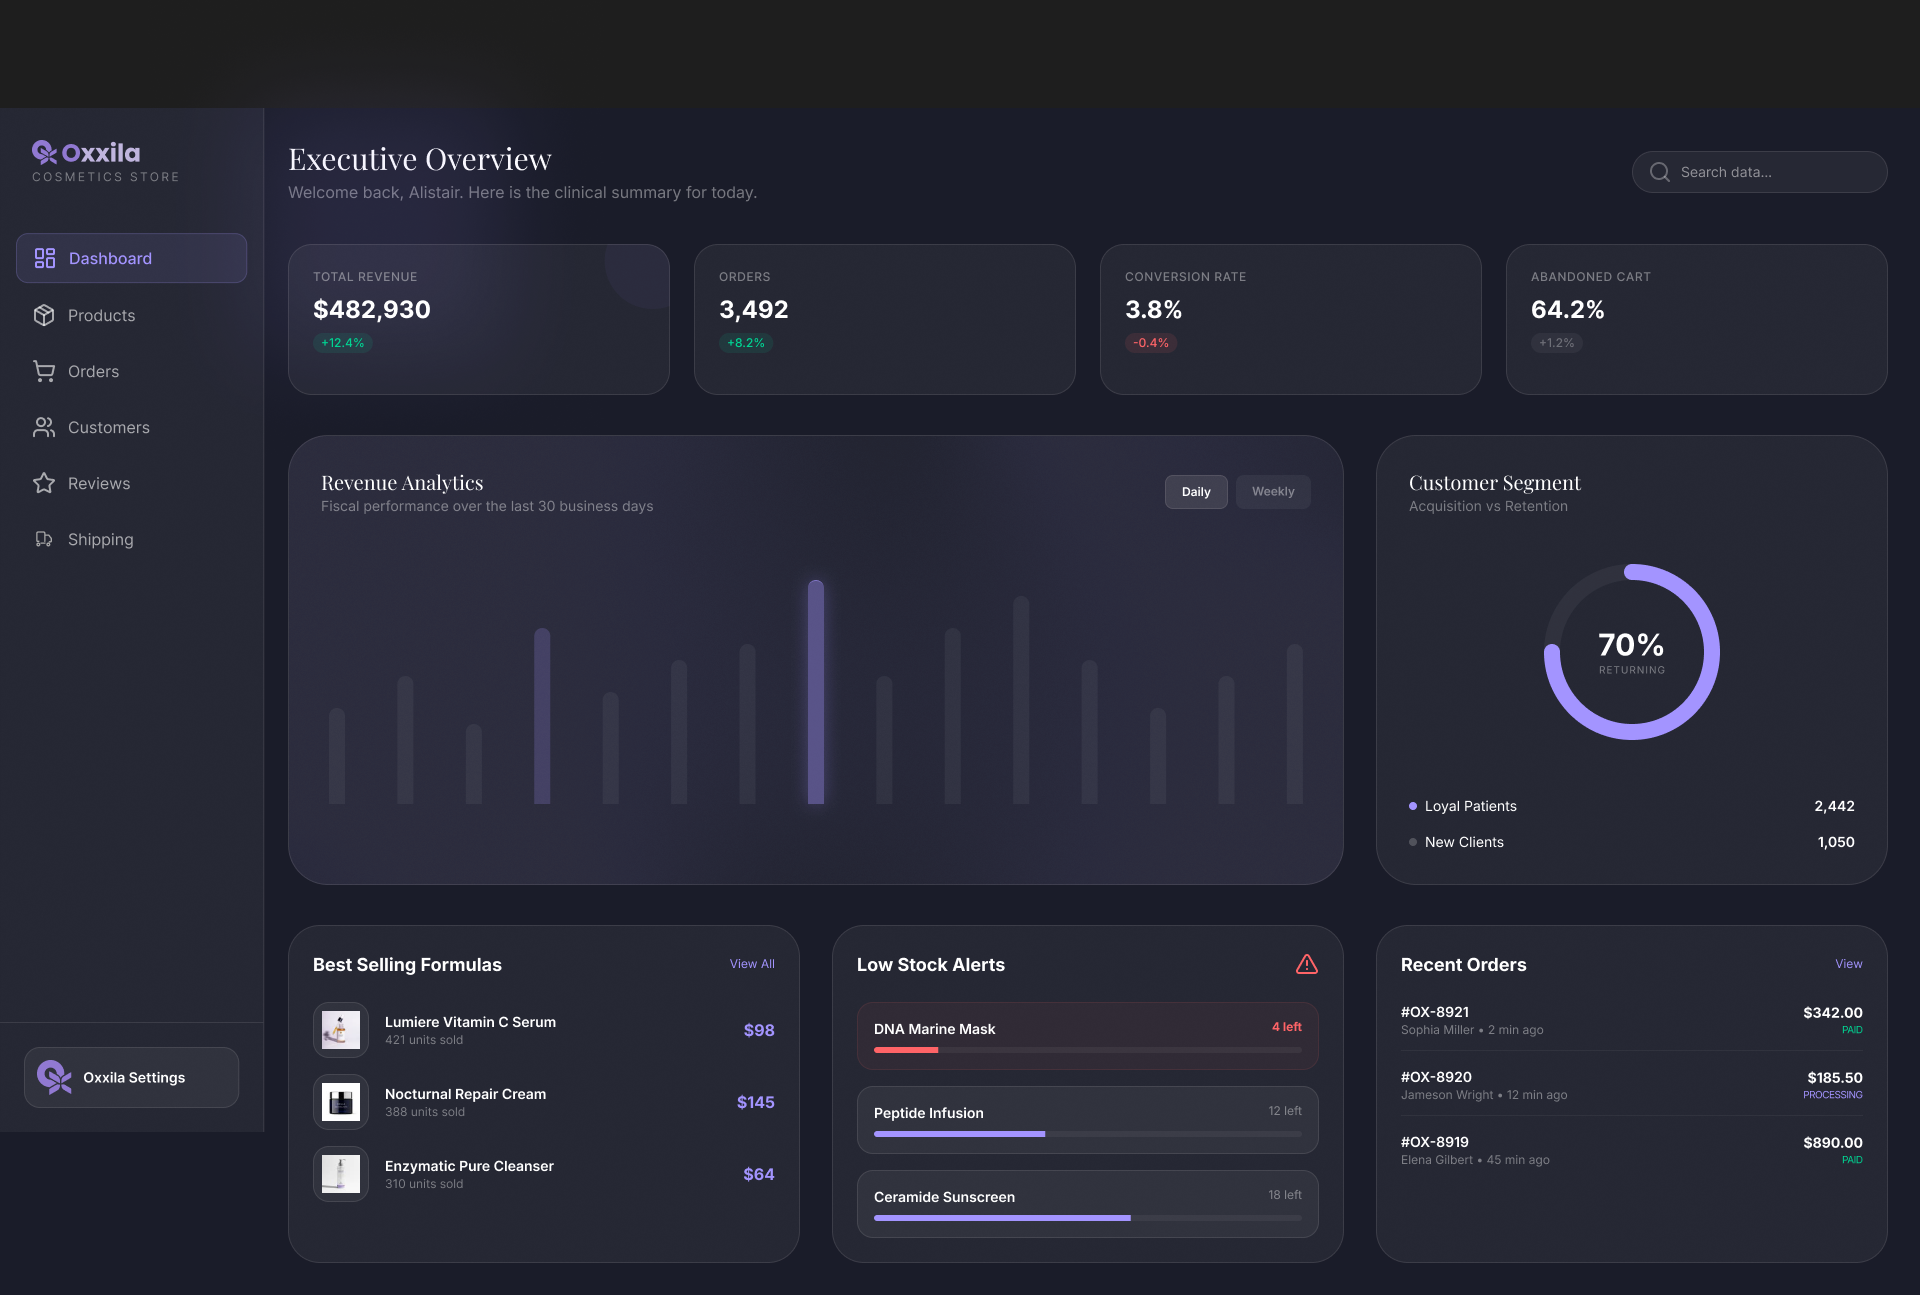 Oxxila
COSMETICS STORE
Dashboard
Products
Orders
Customers
Reviews
Shipping
Oxxila Settings
Executive Overview
Welcome back, Alistair. Here is the clinical summary for today.
Search data...
TOTAL REVENUE
$482,930
+12.4%
ORDERS
3,492
+8.2%
CONVERSION RATE
3.8%
-0.4%
ABANDONED CART
64.2%
+1.2%
Revenue Analytics
Fiscal performance over the last 30 business days
Daily
Weekly
Customer Segment
Acquisition vs Retention
70%
RETURNING
Loyal Patients
2,442
New Clients
1,050
Best Selling Formulas
View All
Lumiere Vitamin C Serum
421 units sold
$98
Nocturnal Repair Cream
388 units sold
$145
Enzymatic Pure Cleanser
310 units sold
$64
Low Stock Alerts
DNA Marine Mask
4 left
Peptide Infusion
12 left
Ceramide Sunscreen
18 left
Recent Orders
View
#OX-8921
$342.00
Sophia Miller • 2 min ago
PAID
#OX-8920
$185.50
Jameson Wright • 12 min ago
PROCESSING
#OX-8919
$890.00
Elena Gilbert • 45 min ago
PAID